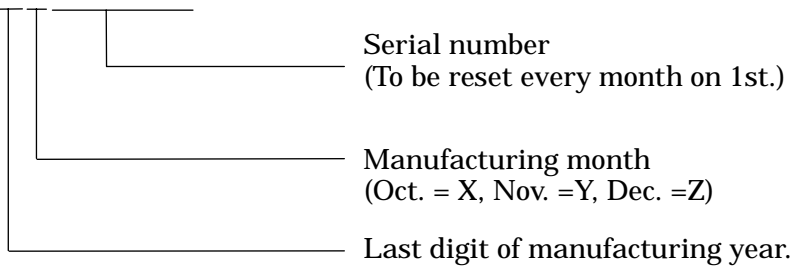 Serial number
(To be reset every month on 1st.)
Manufacturing month
(Oct. = X, Nov. =Y, Dec. =Z)
Last digit of manufacturing year.